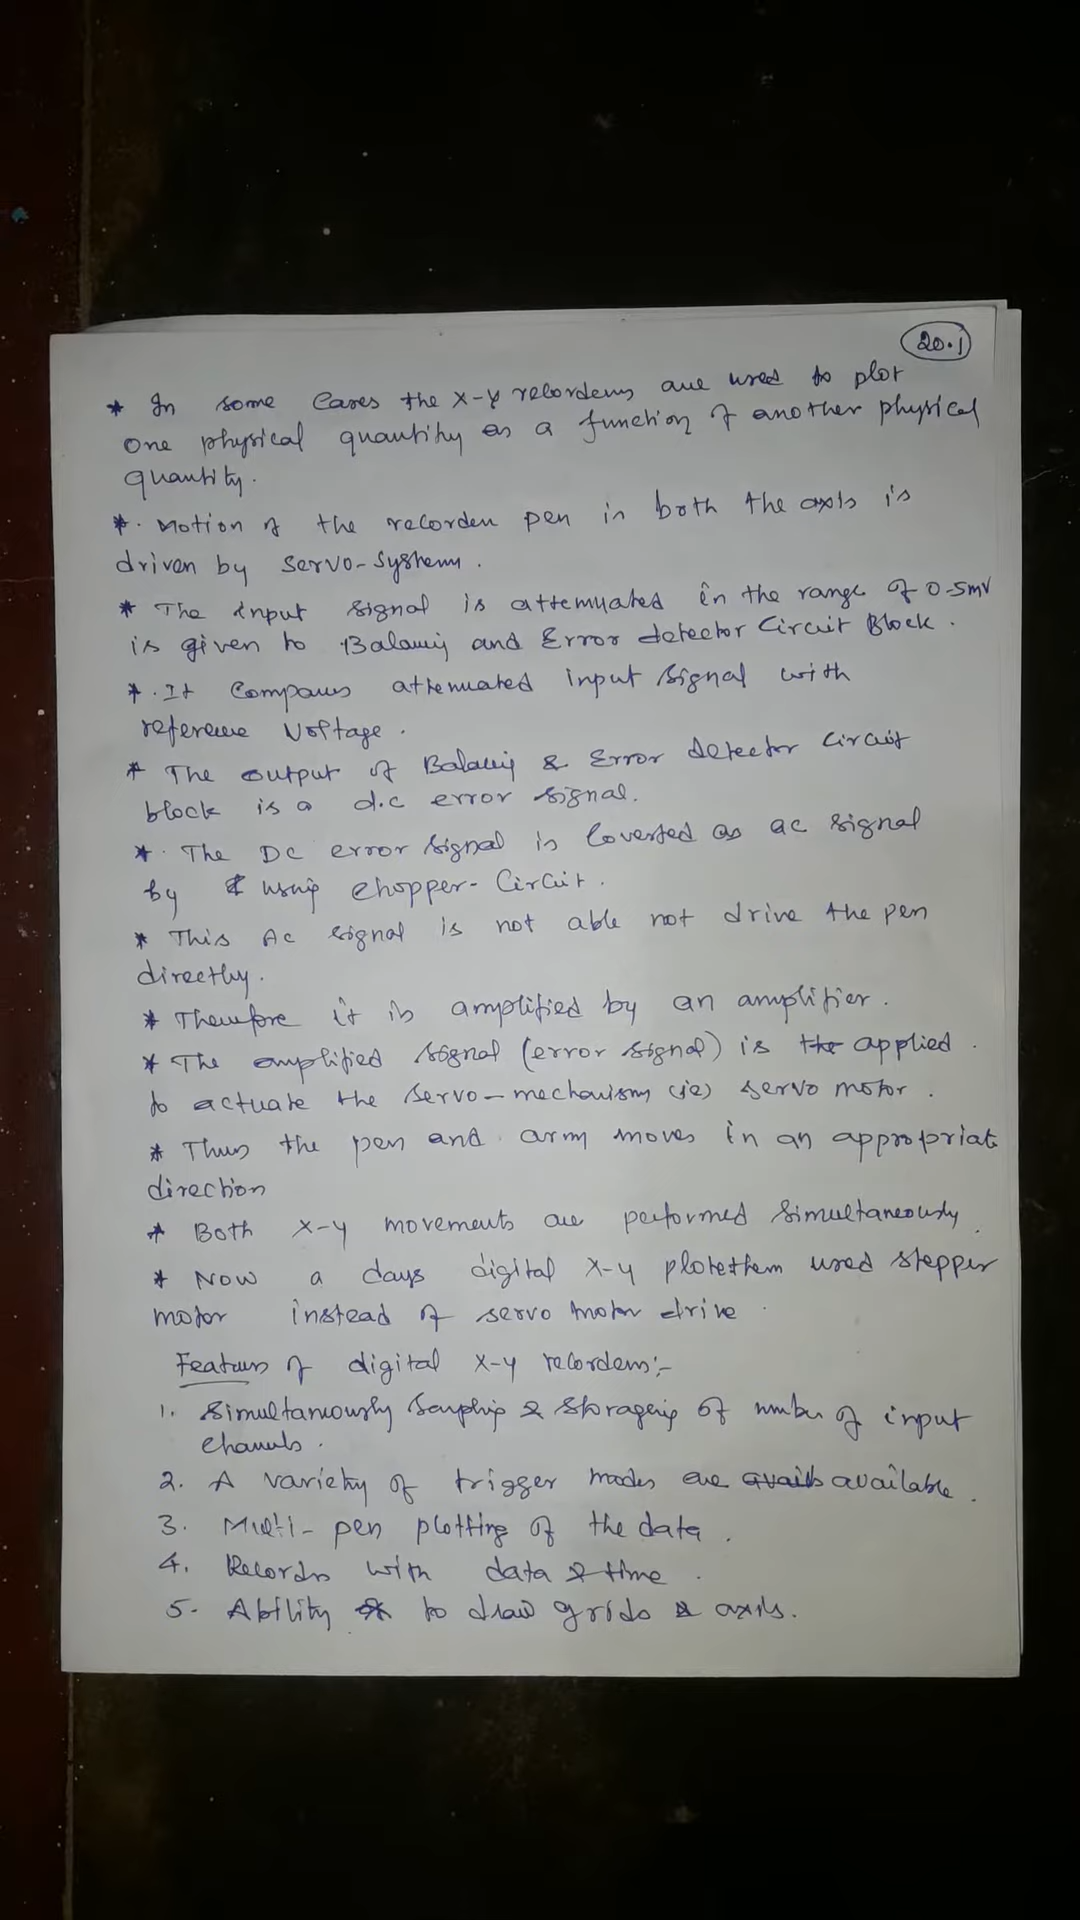 20.1
* In some Cases the X-Y recorders are used to plot
One physical quantity as a function of another physical
quantity.
*. Motion of the recorder pen in both the axis is
driven by servo-systems.
* The input signal is attenuated in the range of 0-5mV
is given to Balancing and Error detector Circuit Block.
*. It Compares attenuated input signal with
reference Voltage.
* The output of Balancing & Error detector Circuit
block is a d.c error signal.
*. The DC error signal is Coverted as ac signal
by using chopper-Circuit.
* This Ac signal is not able not drive the pen
directly.
* Therefore it is amplified by an amplifier.
* The amplified signal (error signal) is the applied.
to actuate the servo-mechanism (ie) servo motor.
* Thus the pen and arm moves in an appropriate
direction
* Both X-Y movements are performed simultaneously.
* Now a days digital X-Y used stepper
motor instead of servo motor drive.
Features of digital X-Y recorders:-
1. Simultaneously Sampling & Storageing of number of input
channels.
2. A variety of trigger modes are avails available.
3. Multi-pen plotting of the data.
4. Records with data & time.
5. Ability to draw grids & axis.